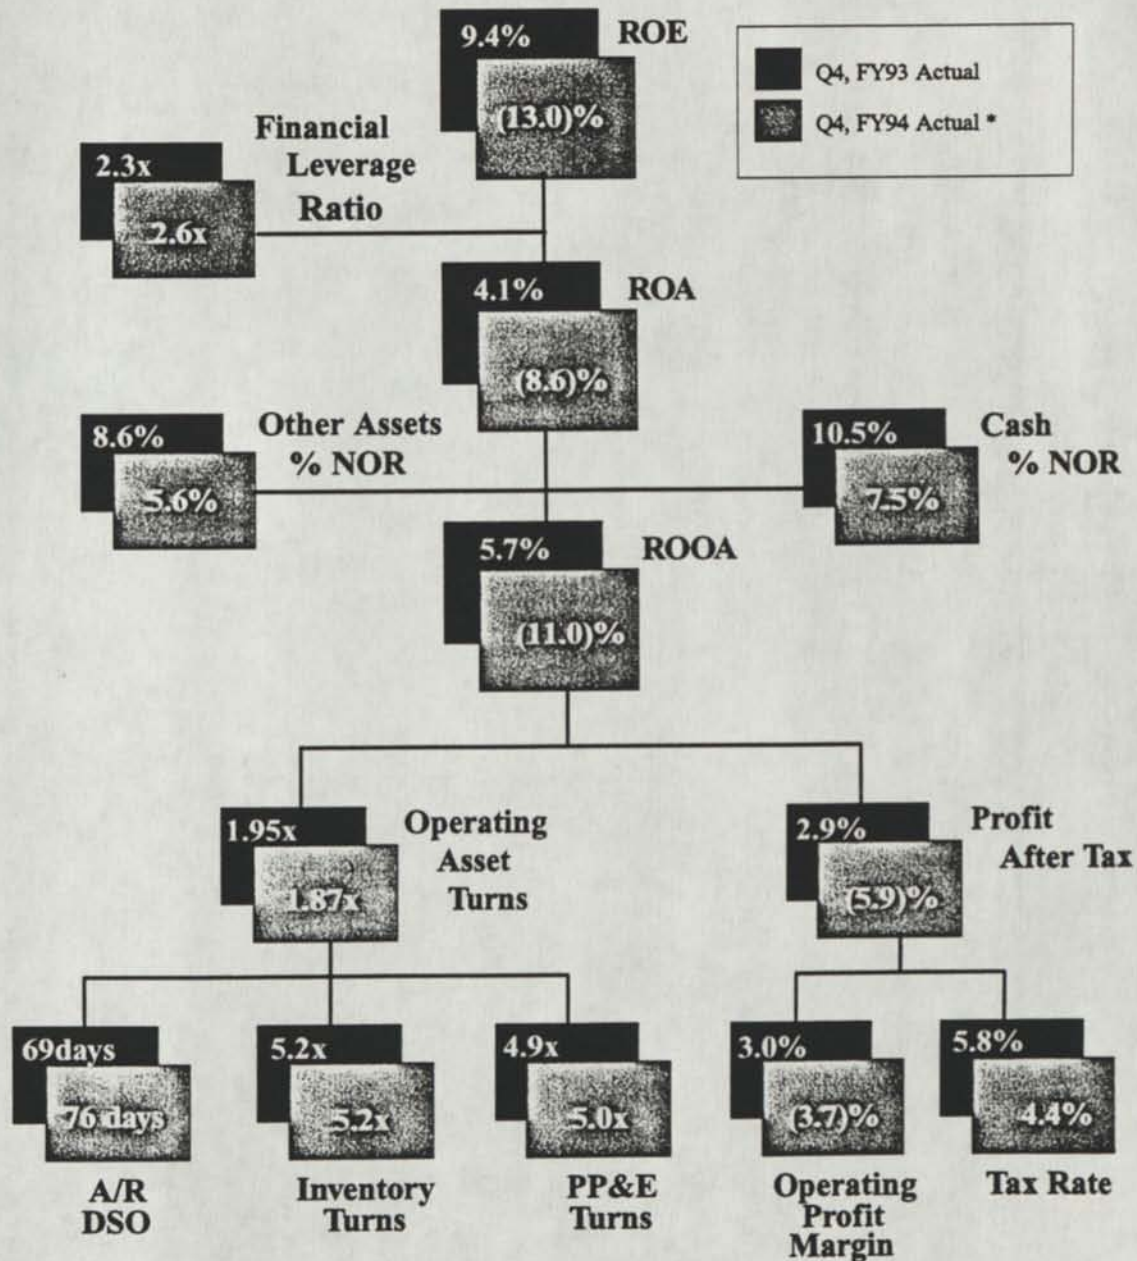 9.4%
ROE
(13.0)%
Q4, FY93 Actual
Q4, FY94 Actual *
Financial
Leverage
Ratio
2.3x
2.6x
4.1%
ROA
(8.6)%
8.6%
Other Assets
% NOR
5.6%
10.5%
Cash
% NOR
7.5%
5.7%
ROOA
(11.0)%
1.95x
Operating
Asset
Turns
1.87x
2.9%
Profit
After Tax
(5.9)%
69days
76 days
A/R
DSO
5.2x
5.2x
Inventory
Turns
4.9x
5.0x
PP&E
Turns
3.0%
(3.7)%
Operating
Profit
Margin
5.8%
4.4%
Tax Rate